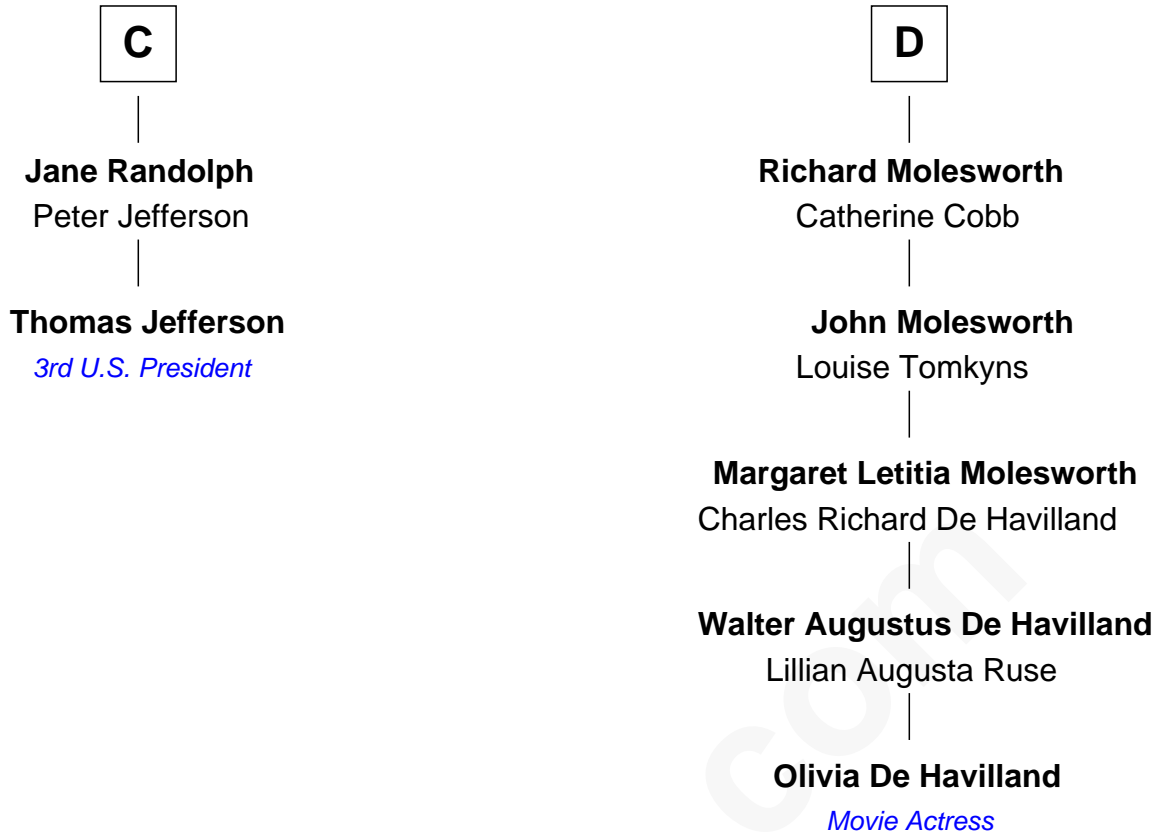 C
Jane Randolph
Peter Jefferson
Thomas Jefferson
3rd U.S. President
D
Richard Molesworth
Catherine Cobb
John Molesworth
Louise Tomkyns
Margaret Letitia Molesworth
Charles Richard De Havilland
Walter Augustus De Havilland
Lillian Augusta Ruse
Olivia De Havilland
Movie Actress
com